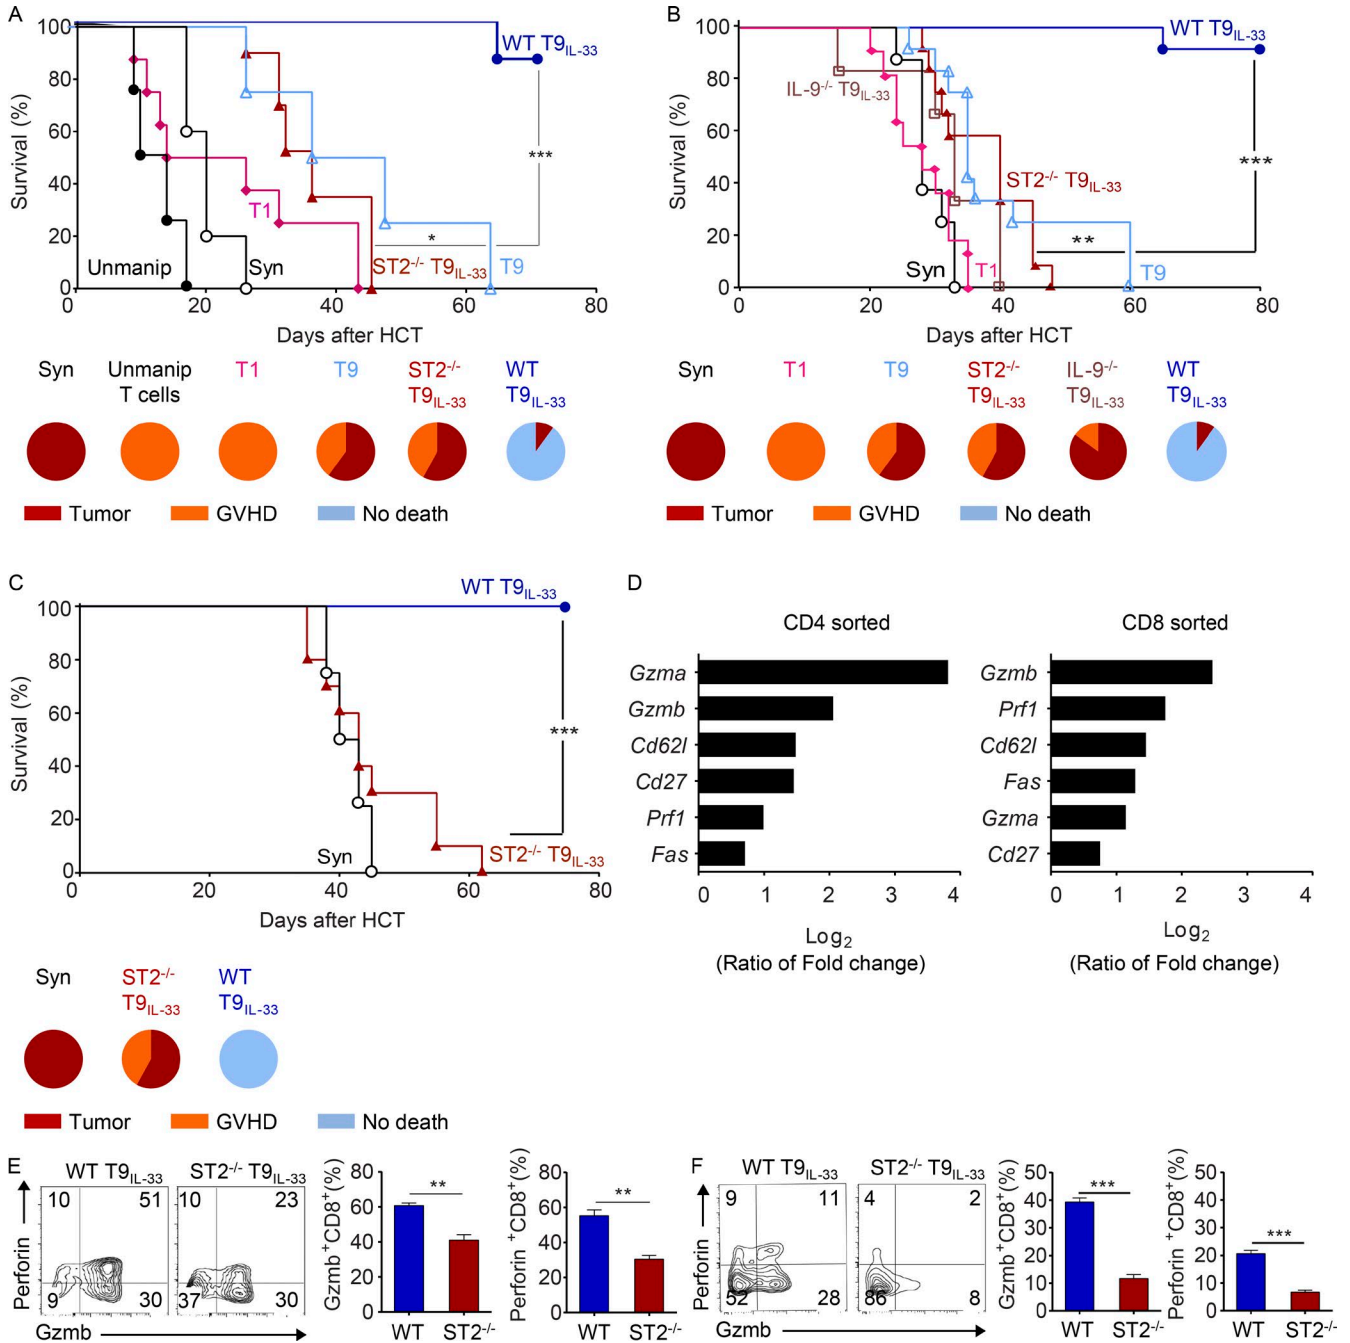 A
Survival (%)
100
80
60
40
20
0
0 20 40 60 80
Days after HCT
WT T9IL-33
***
*
T1
Unmanip
Syn
ST2-/- T9IL-33
T9
Syn
Unmanip
T cells
T1
T9
ST2-/-
T9IL-33
WT
T9IL-33
Tumor GVHD No death
B
Survival (%)
100
80
60
40
20
0
0 20 40 60 80
Days after HCT
WT T9IL-33
IL-9-/- T9IL-33
ST2-/- T9IL-33
***
**
Syn
T1
T9
Syn
T1
T9
ST2-/-
T9IL-33
IL-9-/-
T9IL-33
WT
T9IL-33
Tumor GVHD No death
C
Survival (%)
100
80
60
40
20
0
0 20 40 60 80
Days after HCT
WT T9IL-33
***
Syn
ST2-/- T9IL-33
Syn
ST2-/-
T9IL-33
WT
T9IL-33
Tumor GVHD No death
D
CD4 sorted
Gzma
Gzmb
Cd62l
Cd27
Prf1
Fas
0 1 2 3 4
Log2
(Ratio of Fold change)
CD8 sorted
Gzmb
Prf1
Cd62l
Fas
Gzma
Cd27
0 1 2 3 4
Log2
(Ratio of Fold change)
E
WT T9IL-33
ST2-/- T9IL-33
10 51
9 30
10 23
37 30
Perforin
Gzmb
Gzmb +CD8+(%)
80
60
40
20
0
**
WT ST2-/-
Perforin +CD8+(%)
80
60
40
20
0
**
WT ST2-/-
F
WT T9IL-33
ST2-/- T9IL-33
9 11
52 28
4 2
86 8
Perforin
Gzmb
Gzmb +CD8+(%)
50
40
30
20
10
0
***
WT ST2-/-
Perforin +CD8+(%)
50
40
30
20
10
0
***
WT ST2-/-